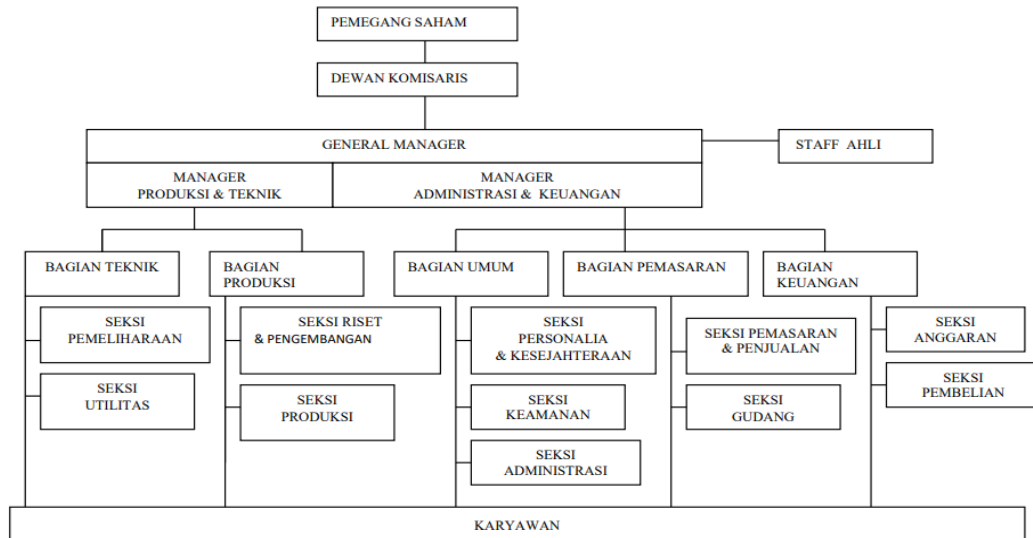 PEMEGANG SAHAM
DEWAN KOMISARIS
GENERAL MANAGER
STAFF AHLI
MANAGER
PRODUKSI & TEKNIK
MANAGER
ADMINISTRASI & KEUANGAN
BAGIAN TEKNIK
BAGIAN
PRODUKSI
BAGIAN UMUM
BAGIAN PEMASARAN
BAGIAN
KEUANGAN
SEKSI
PEMELIHARAAN
SEKSI
UTILITAS
SEKSI RISET
& PENGEMBANGAN
SEKSI
PRODUKSI
SEKSI
PERSONALIA
& KESEJAHTERAAN
SEKSI
KEAMANAN
SEKSI
ADMINISTRASI
SEKSI PEMASARAN
& PENJUALAN
SEKSI
GUDANG
SEKSI
ANGGARAN
SEKSI
PEMBELIAN
KARYAWAN